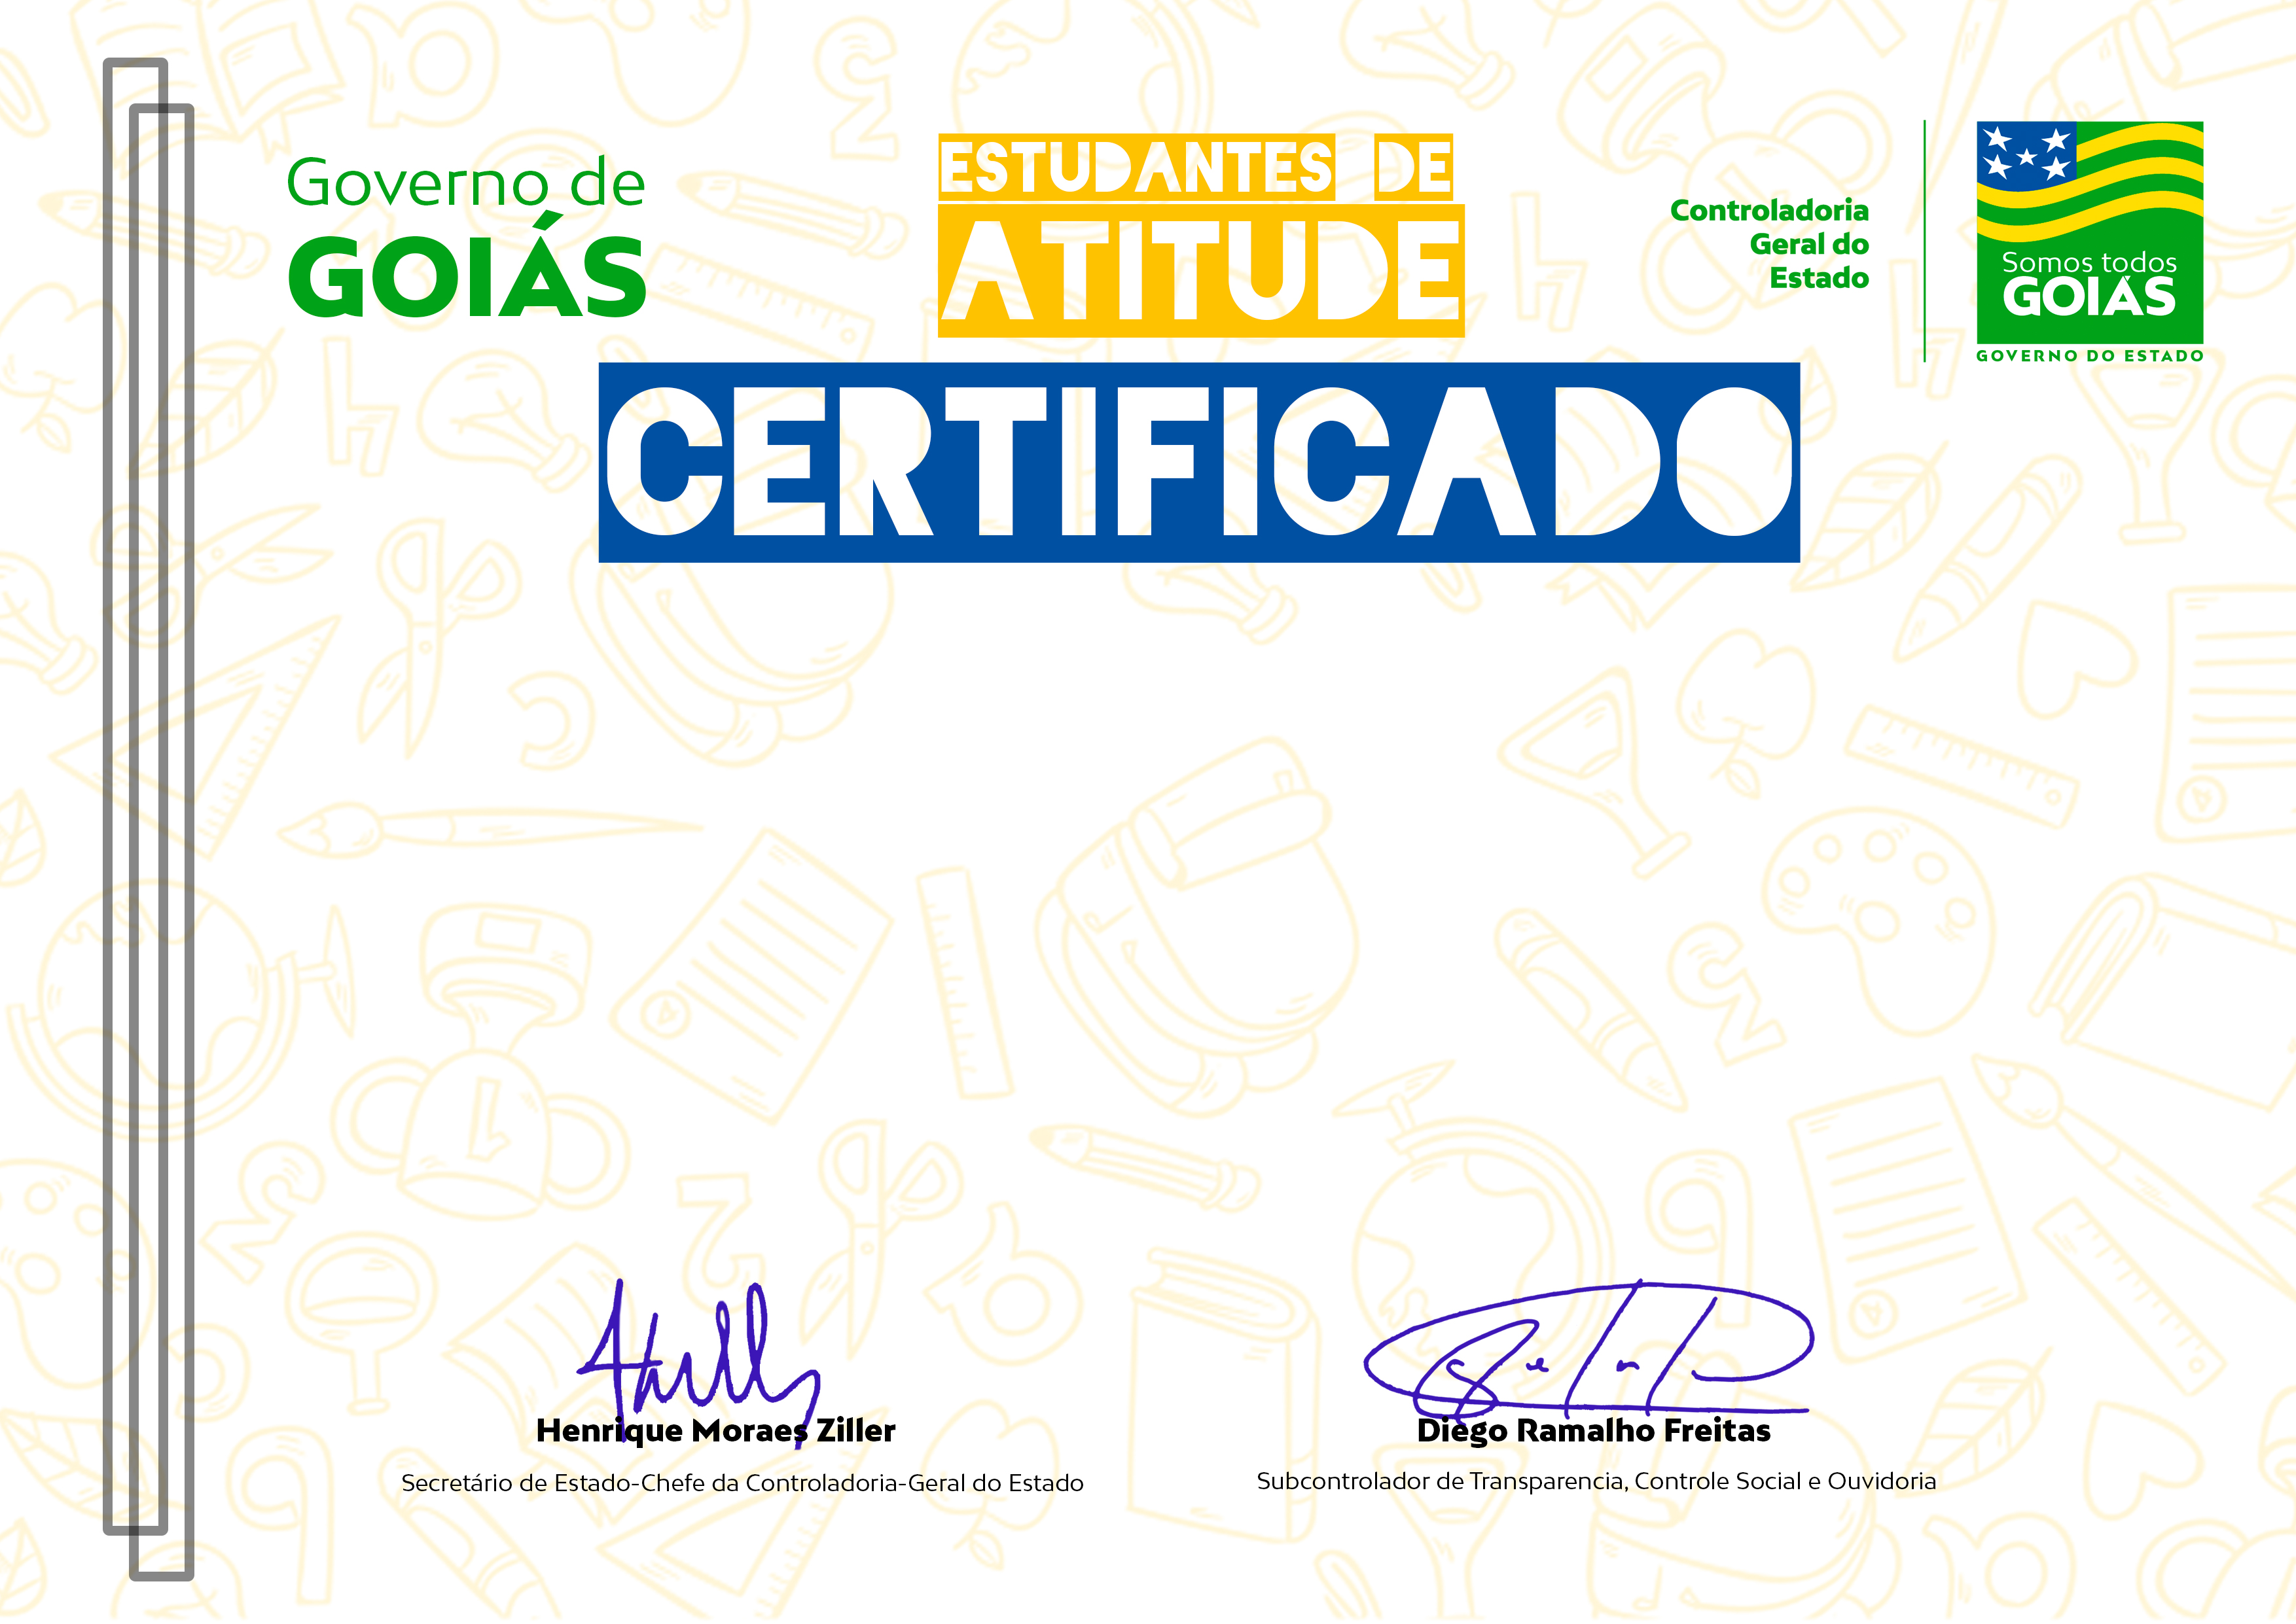 Governo de
GOIÁS
ESTUDANTES DE
ATITUDE
Controladoria
Geral do
Estado
Somos todos
GOIÁS
GOVERNO DO ESTADO
CERTIFICADO
Henrique Moraes Ziller
Secretário de Estado-Chefe da Controladoria-Geral do Estado
Diego Ramalho Freitas
Subcontrolador de Transparencia, Controle Social e Ouvidoria